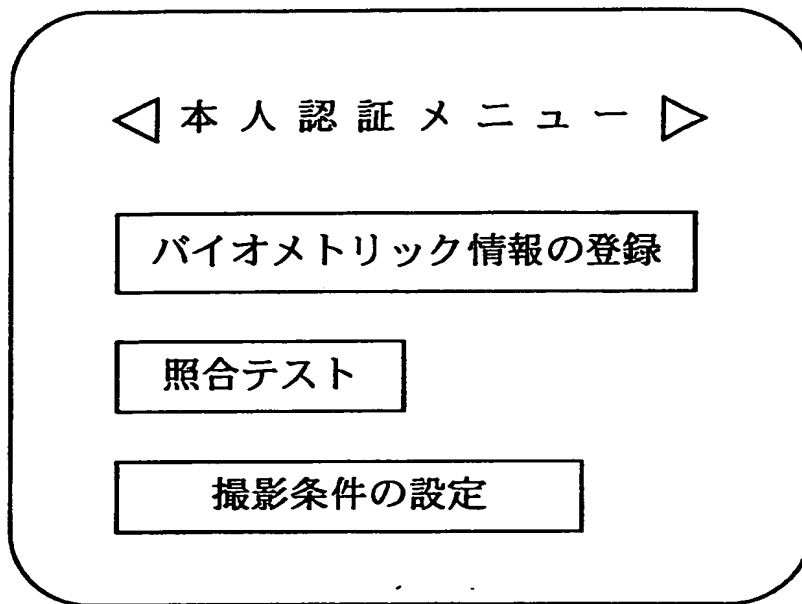 本人認証メニュー
バイオメトリック情報の登録
照合テスト
撮影条件の設定